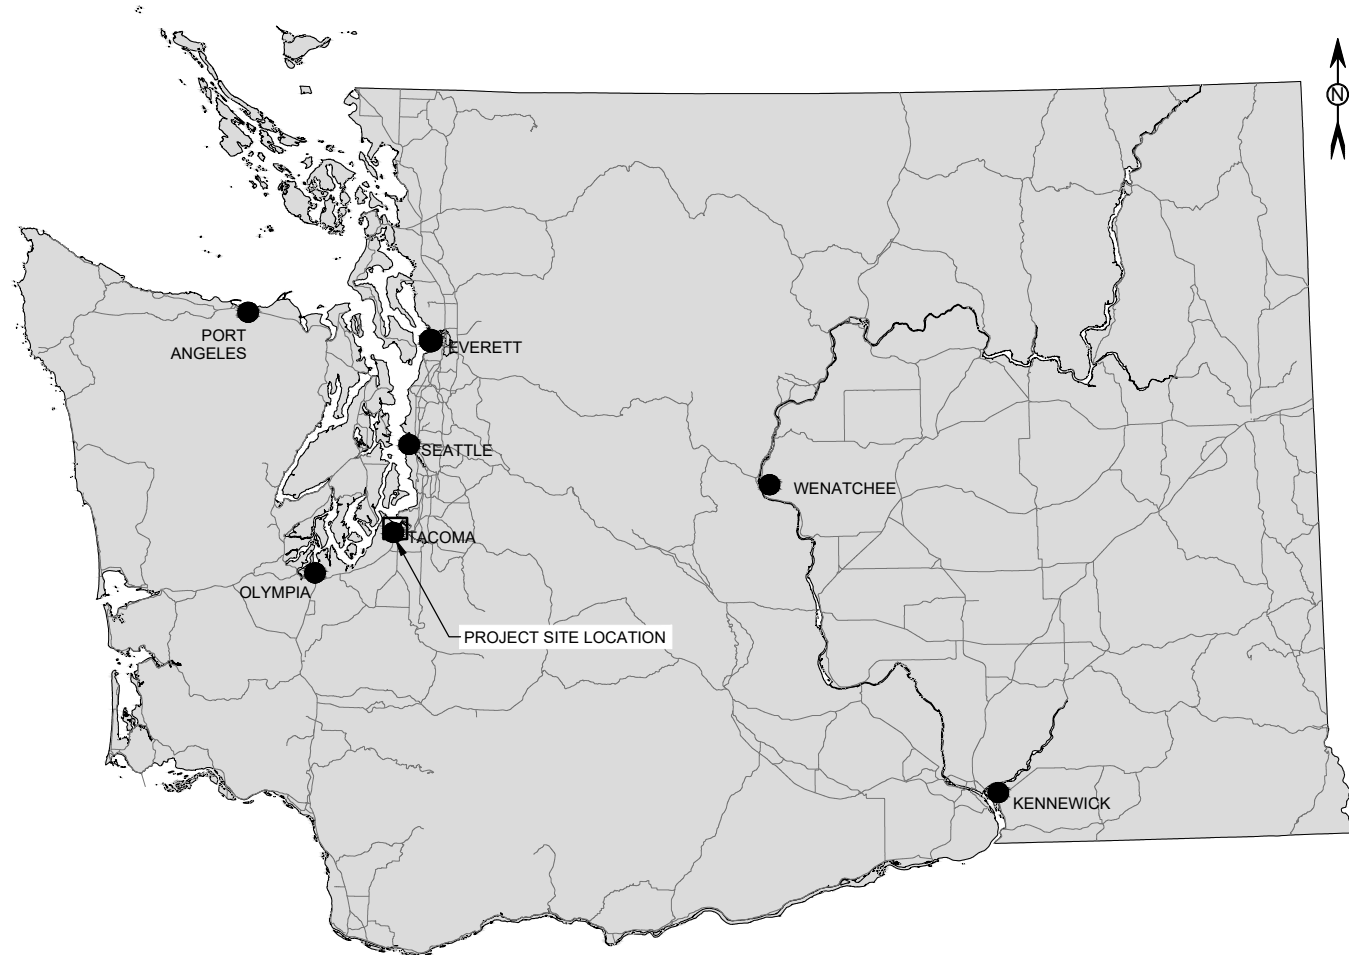 N
PORT
ANGELES
EVERETT
SEATTLE
WENATCHEE
TACOMA
OLYMPIA
PROJECT SITE LOCATION
KENNEWICK